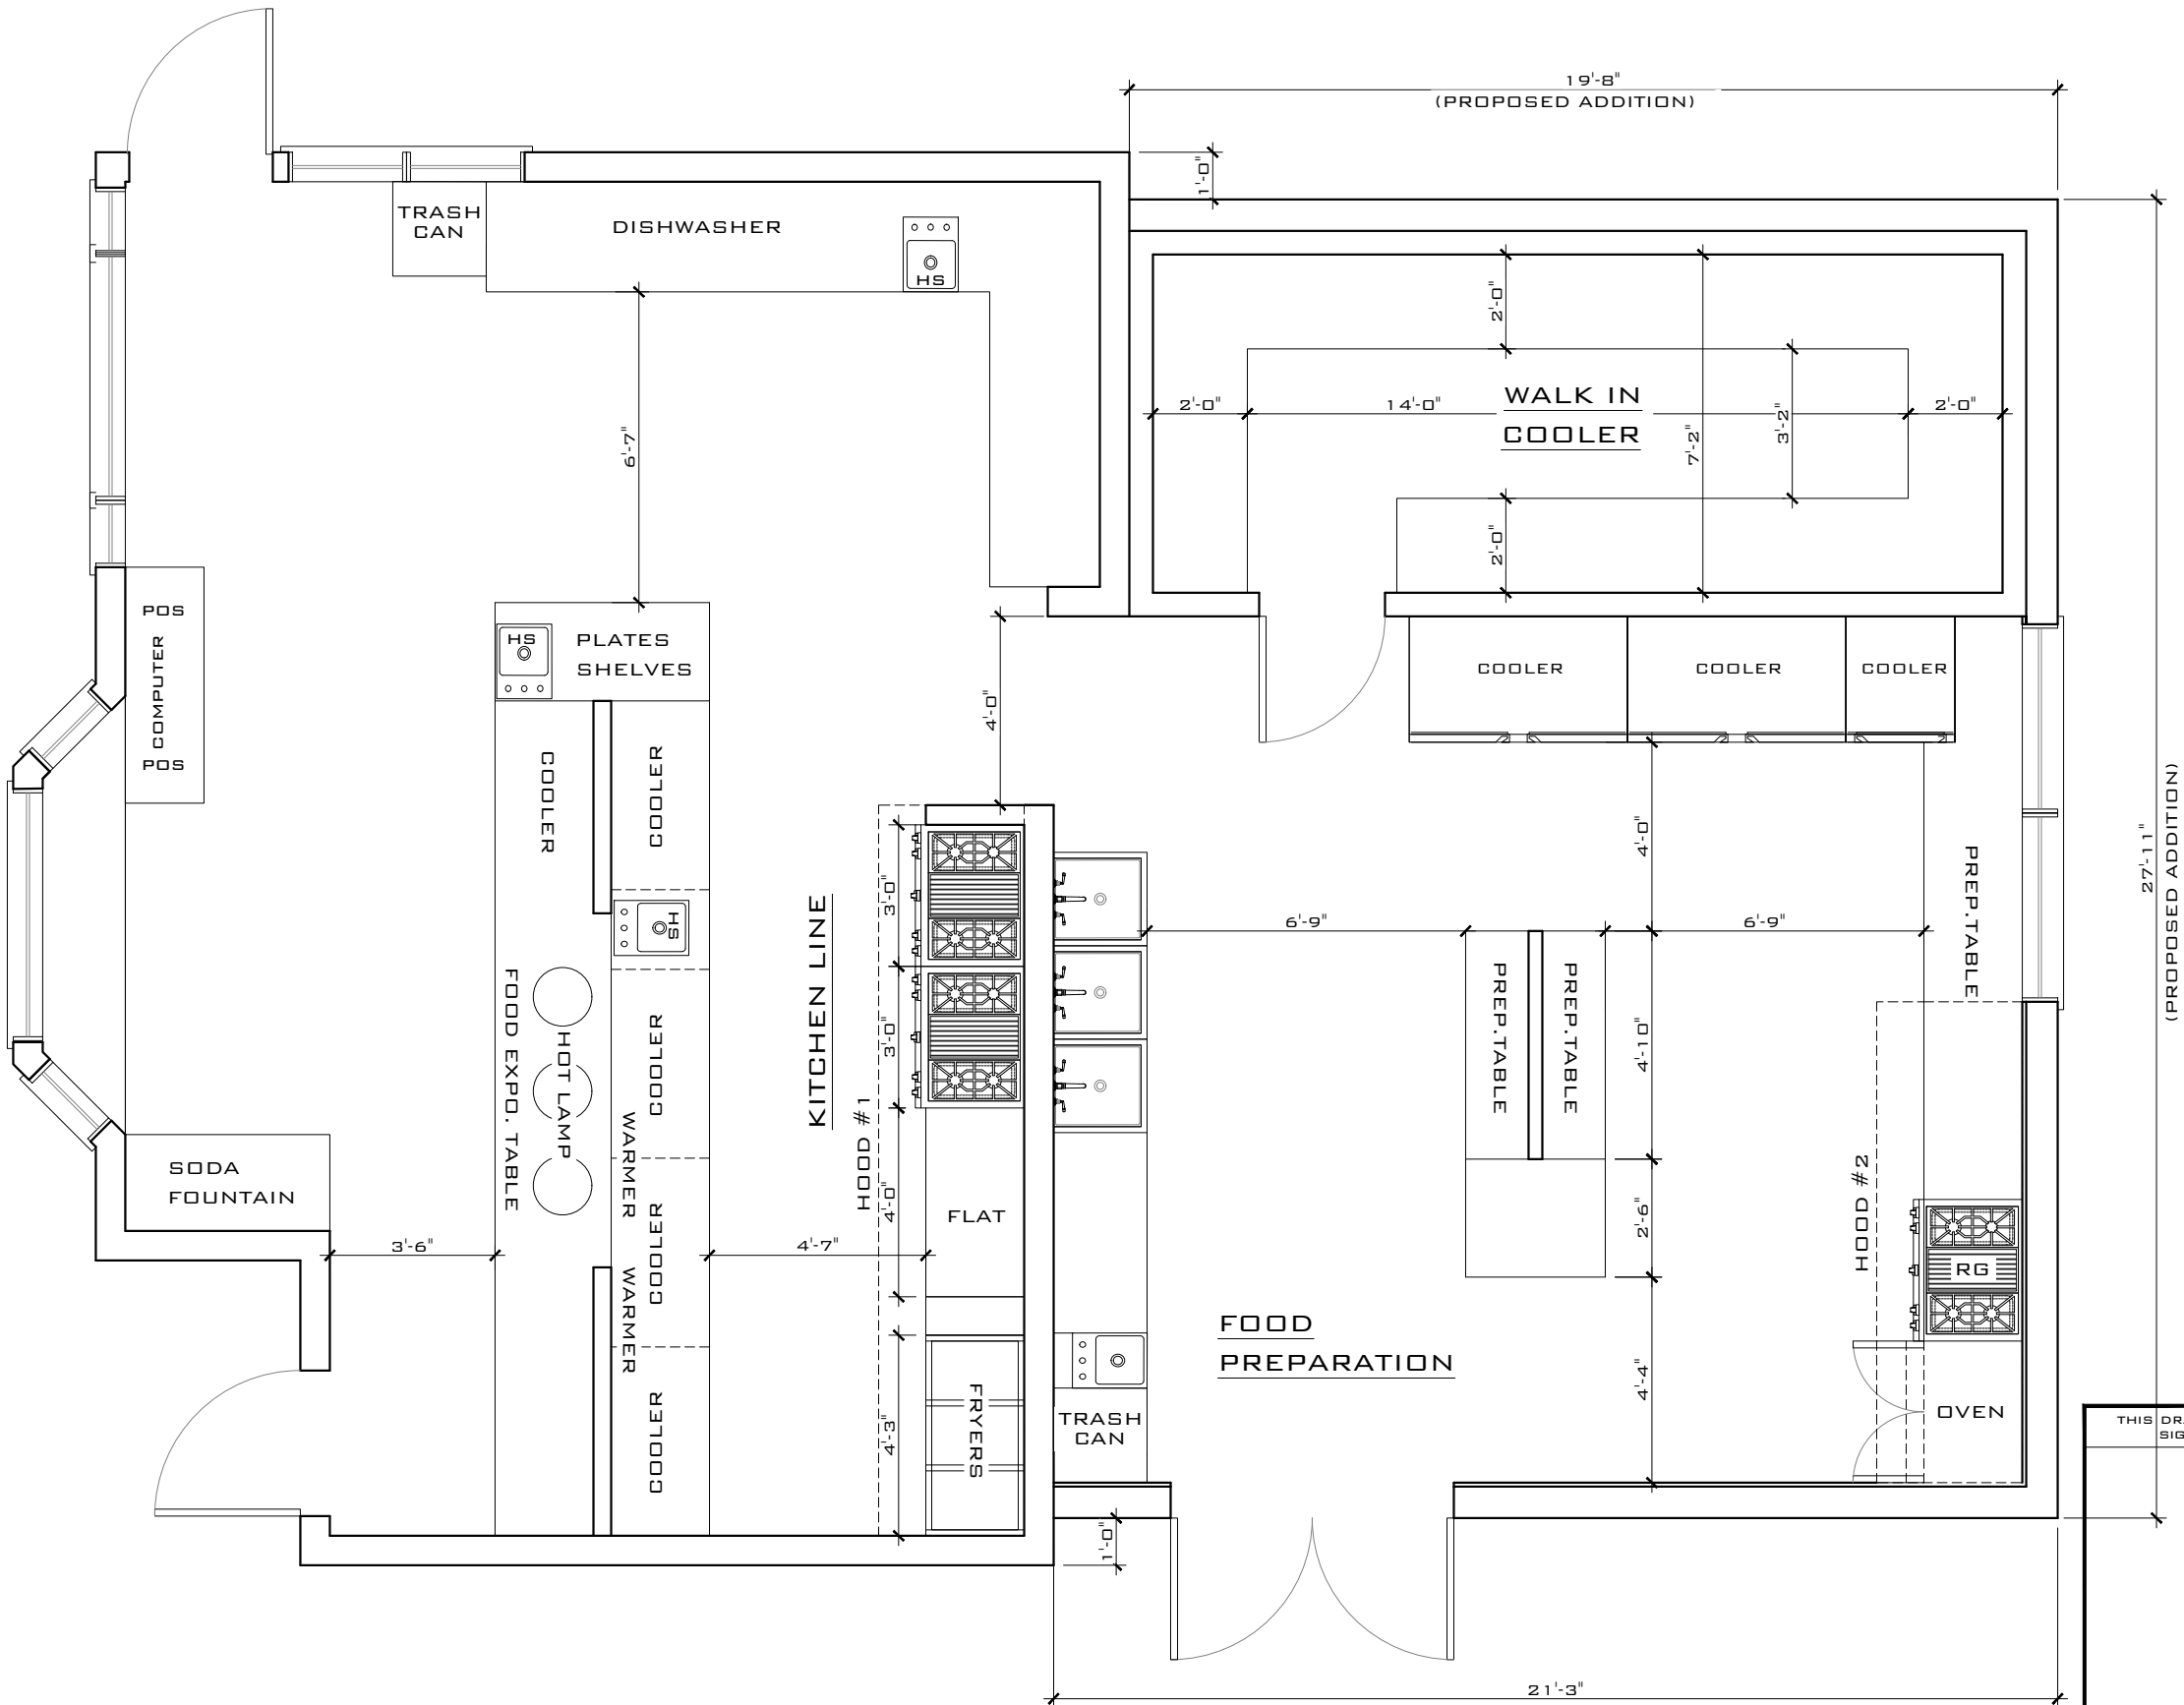 19'-8"
(PROPOSED ADDITION)
1'-0"
TRASH
CAN
DISHWASHER
HS
2'-0"
6'-7"
2'-0"
14'-0"
WALK IN
COOLER
7'-2"
3'-2"
2'-0"
2'-0"
POS
COMPUTER
POS
HS
PLATES
SHELVES
4'-0"
COOLER
COOLER
COOLER
COOLER
COOLER
HS
FOOD EXPO. TABLE
HOT LAMP
COOLER
WARMER
COOLER
WARMER
COOLER
KITCHEN LINE
HOOD #1
3'-0"
3'-0"
4'-0"
FLAT
4'-3"
FRYERS
6'-9"
PREP.TABLE
PREP.TABLE
4'-0"
4'-10"
2'-6"
4'-4"
6'-9"
PREP.TABLE
HOOD #2
RG
OVEN
27'-11"
(PROPOSED ADDITION)
SODA
FOUNTAIN
3'-6"
4'-7"
FOOD
PREPARATION
TRASH
CAN
1'-0"
21'-3"
THIS DR
SIG